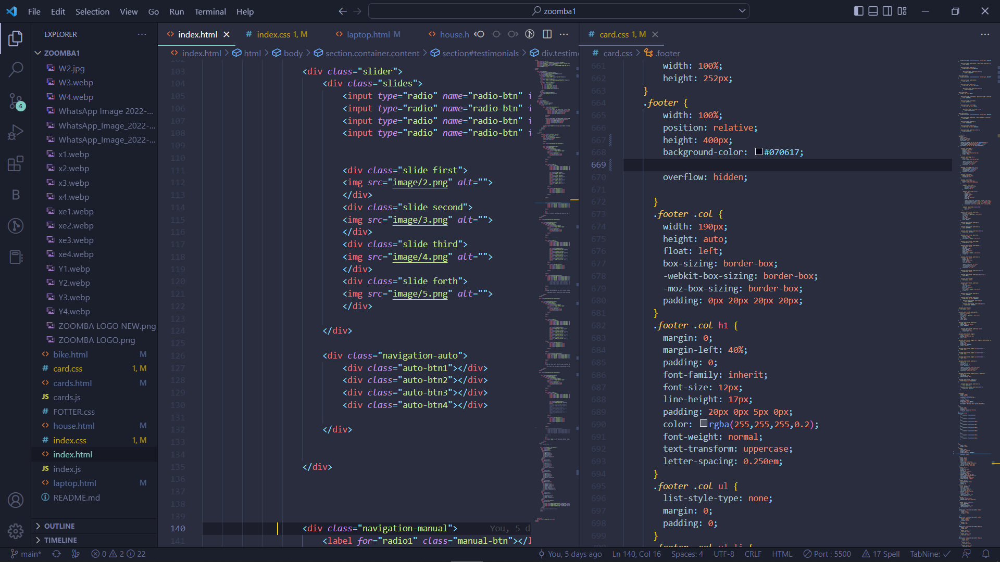 File Edit Selection View Go Run Terminal Help
zoomba1
EXPLORER
ZOOMBA1
W2.jpg
W3.webp
W4.webp
WhatsApp Image 2022-...
WhatsApp_Image_2022-...
WhatsApp_Image_2022-...
x1.webp
x2.webp
x3.webp
x4.webp
xe1.webp
xe2.webp
xe3.webp
xe4.webp
Y1.webp
Y2.webp
Y3.webp
Y4.webp
ZOOMBA LOGO NEW.png
ZOOMBA LOGO.png
bike.html M
card.css 1, M
cards.html M
cards.js
FOTTER.css
house.html M
index.css 1, M
index.html
index.js
laptop.html M
README.md
OUTLINE
TIMELINE
6
B
index.html
index.css 1, M
laptop.html M
house.h
index.html > html > body > section.container.content > section#testimonials > div.testim
103 <div class="slider">
104 <div class="slides">
105 <input type="radio" name="radio-btn" i
106 <input type="radio" name="radio-btn" i
107 <input type="radio" name="radio-btn" i
108 <input type="radio" name="radio-btn" i
109
110
111 <div class="slide first">
112 <img src="image/2.png" alt="">
113 </div>
114 <div class="slide second">
115 <img src="image/3.png" alt="">
116 </div>
117 <div class="slide third">
118 <img src="image/4.png" alt="">
119 </div>
120 <div class="slide forth">
121 <img src="image/5.png" alt="">
122 </div>
123
124 </div>
125
126 <div class="navigation-auto">
127 <div class="auto-btn1"></div>
128 <div class="auto-btn2"></div>
129 <div class="auto-btn3"></div>
130 <div class="auto-btn4"></div>
131
132 </div>
133
134
135 </div>
136
137
138
139
140 <div class="navigation-manual"> You, 5 d
141 <label for="radio1" class="manual-btn"></l
card.css 1, M
card.css > .footer
661 width: 100%;
662 height: 252px;
663 }
664 .footer {
665 width: 100%;
666 position: relative;
667 height: 400px;
668 background-color: #070617;
669
670 overflow: hidden;
671
672 }
673 .footer .col {
674 width: 190px;
675 height: auto;
676 float: left;
677 box-sizing: border-box;
678 -webkit-box-sizing: border-box;
679 -moz-box-sizing: border-box;
680 padding: 0px 20px 20px 20px;
681 }
682 .footer .col h1 {
683 margin: 0;
684 margin-left: 40%;
685 padding: 0;
686 font-family: inherit;
687 font-size: 12px;
688 line-height: 17px;
689 padding: 20px 0px 5px 0px;
690 color: rgba(255,255,255,0.2);
691 font-weight: normal;
692 text-transform: uppercase;
693 letter-spacing: 0.250em;
694 }
695 .footer .col ul {
696 list-style-type: none;
697 margin: 0;
698 padding: 0;
699 }
main* 0 2 22 You, 5 days ago Ln 140, Col 16 Spaces: 4 UTF-8 CRLF HTML Port : 5500 17 Spell TabNine: